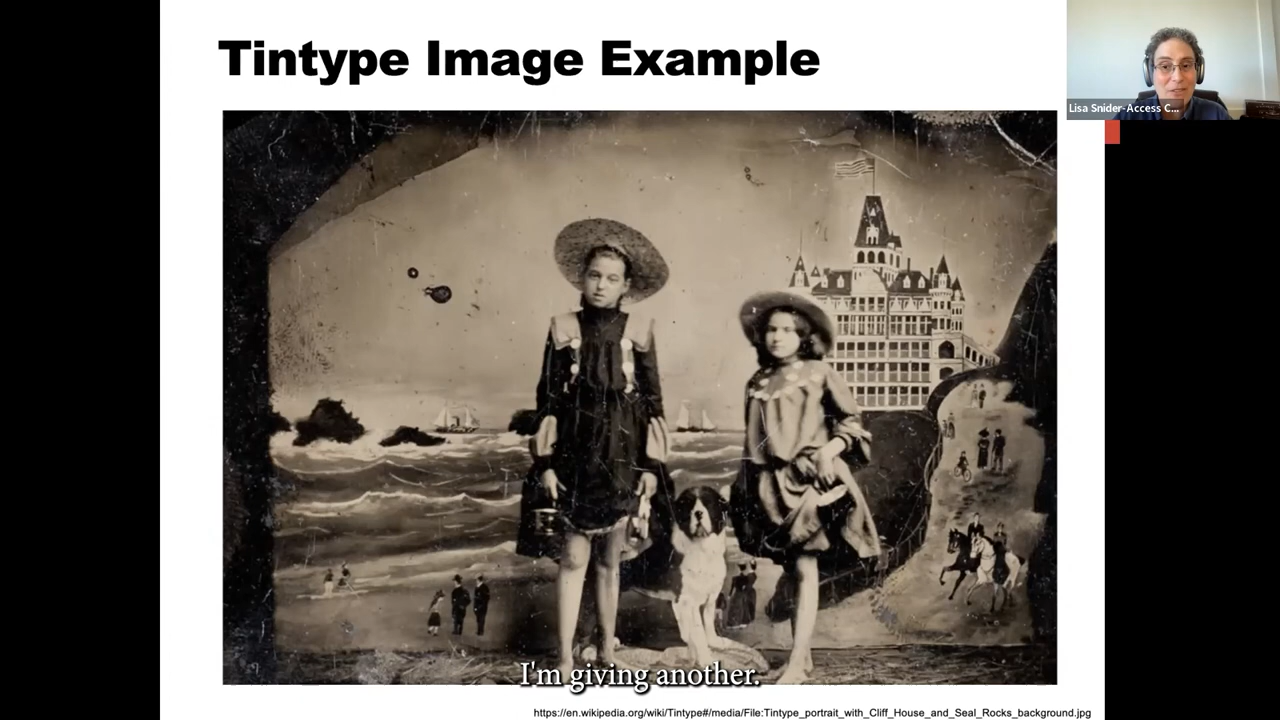 Tintype Image Example
Lisa Snider-Access C...
I'm giving another.
https://en.wikipedia.org/wiki/Tintype#/media/File:Tintype_portrait_with_Cliff_House_and_Seal_Rocks_background.jpg